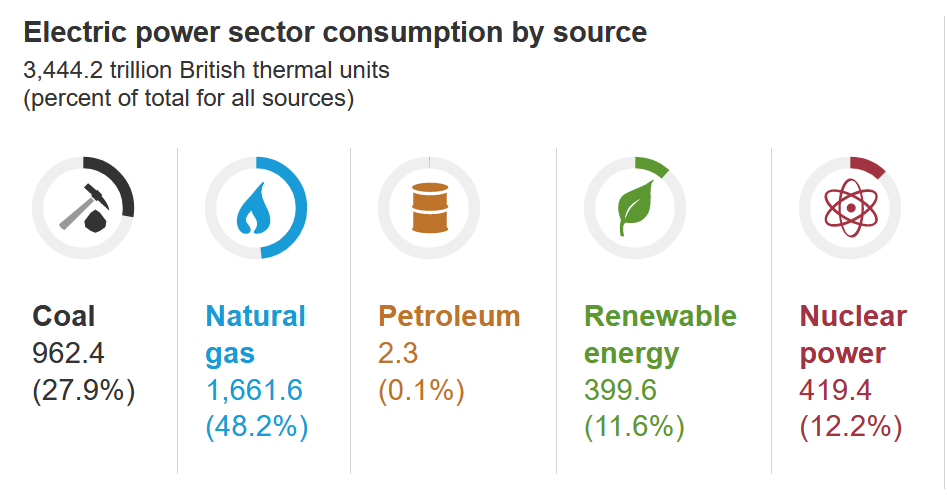 Electric power sector consumption by source
3,444.2 trillion British thermal units
(percent of total for all sources)
Coal
962.4
(27.9%)
Natural
gas
1,661.6
(48.2%)
Petroleum
2.3
(0.1%)
Renewable
energy
399.6
(11.6%)
Nuclear
power
419.4
(12.2%)